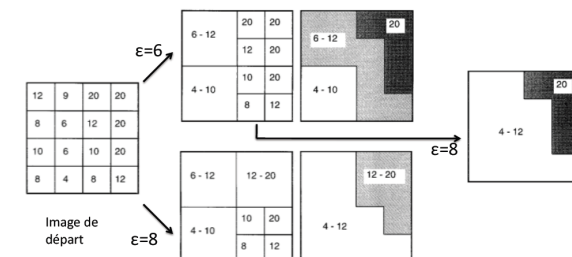 12 9 20 20
8 6 12 20
10 6 10 20
8 4 8 12
Image de
départ
ε=6
6 - 12 20 20
12 20
4 - 10 10 20
8 12
20
6 - 12
4 - 10
ε=8
20
4 - 12
ε=8
6 - 12 12 - 20
4 - 10 10 20
8 12
12 - 20
4 - 12